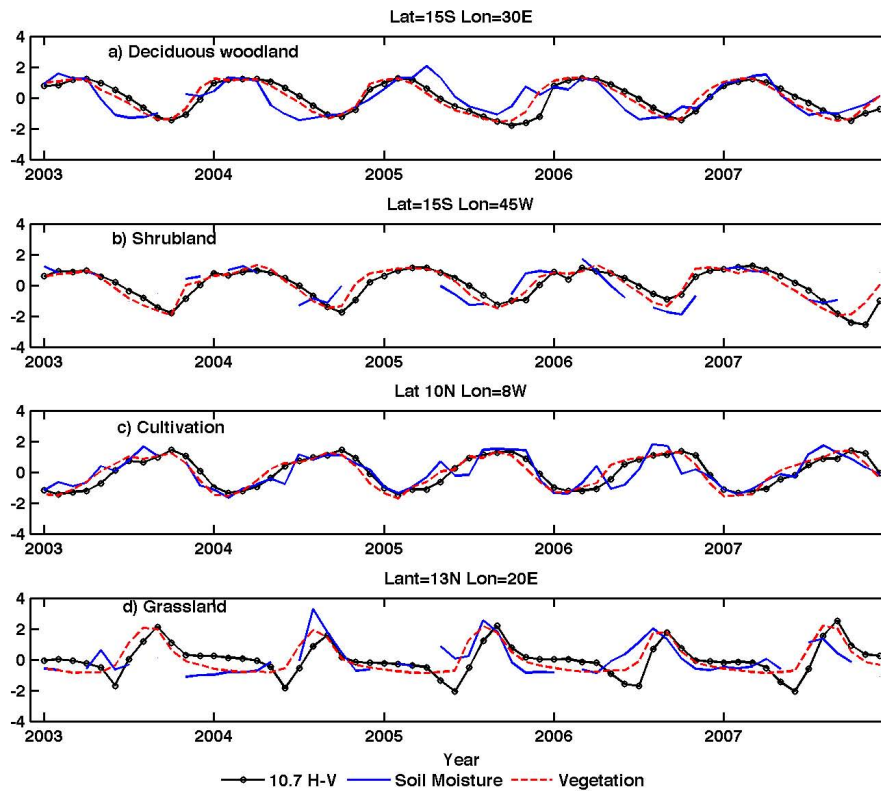 Lat=15S Lon=30E
a) Deciduous woodland
4
2
0
-2
-4
2003 2004 2005 2006 2007
Lat=15S Lon=45W
b) Shrubland
4
2
0
-2
-4
2003 2004 2005 2006 2007
Lat 10N Lon=8W
c) Cultivation
4
2
0
-2
-4
2003 2004 2005 2006 2007
Lant=13N Lon=20E
d) Grassland
4
2
0
-2
-4
2003 2004 2005 2006 2007
Year
10.7 H-V Soil Moisture Vegetation